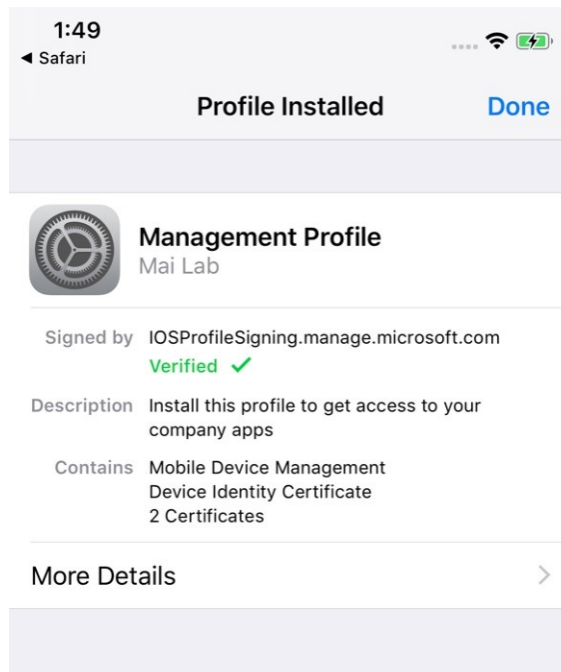 1:49
◀ Safari
Profile Installed
Done
Management Profile
Mai Lab
Signed by IOSProfileSigning.manage.microsoft.com
Verified ✓
Description Install this profile to get access to your
company apps
Contains Mobile Device Management
Device Identity Certificate
2 Certificates
More Details